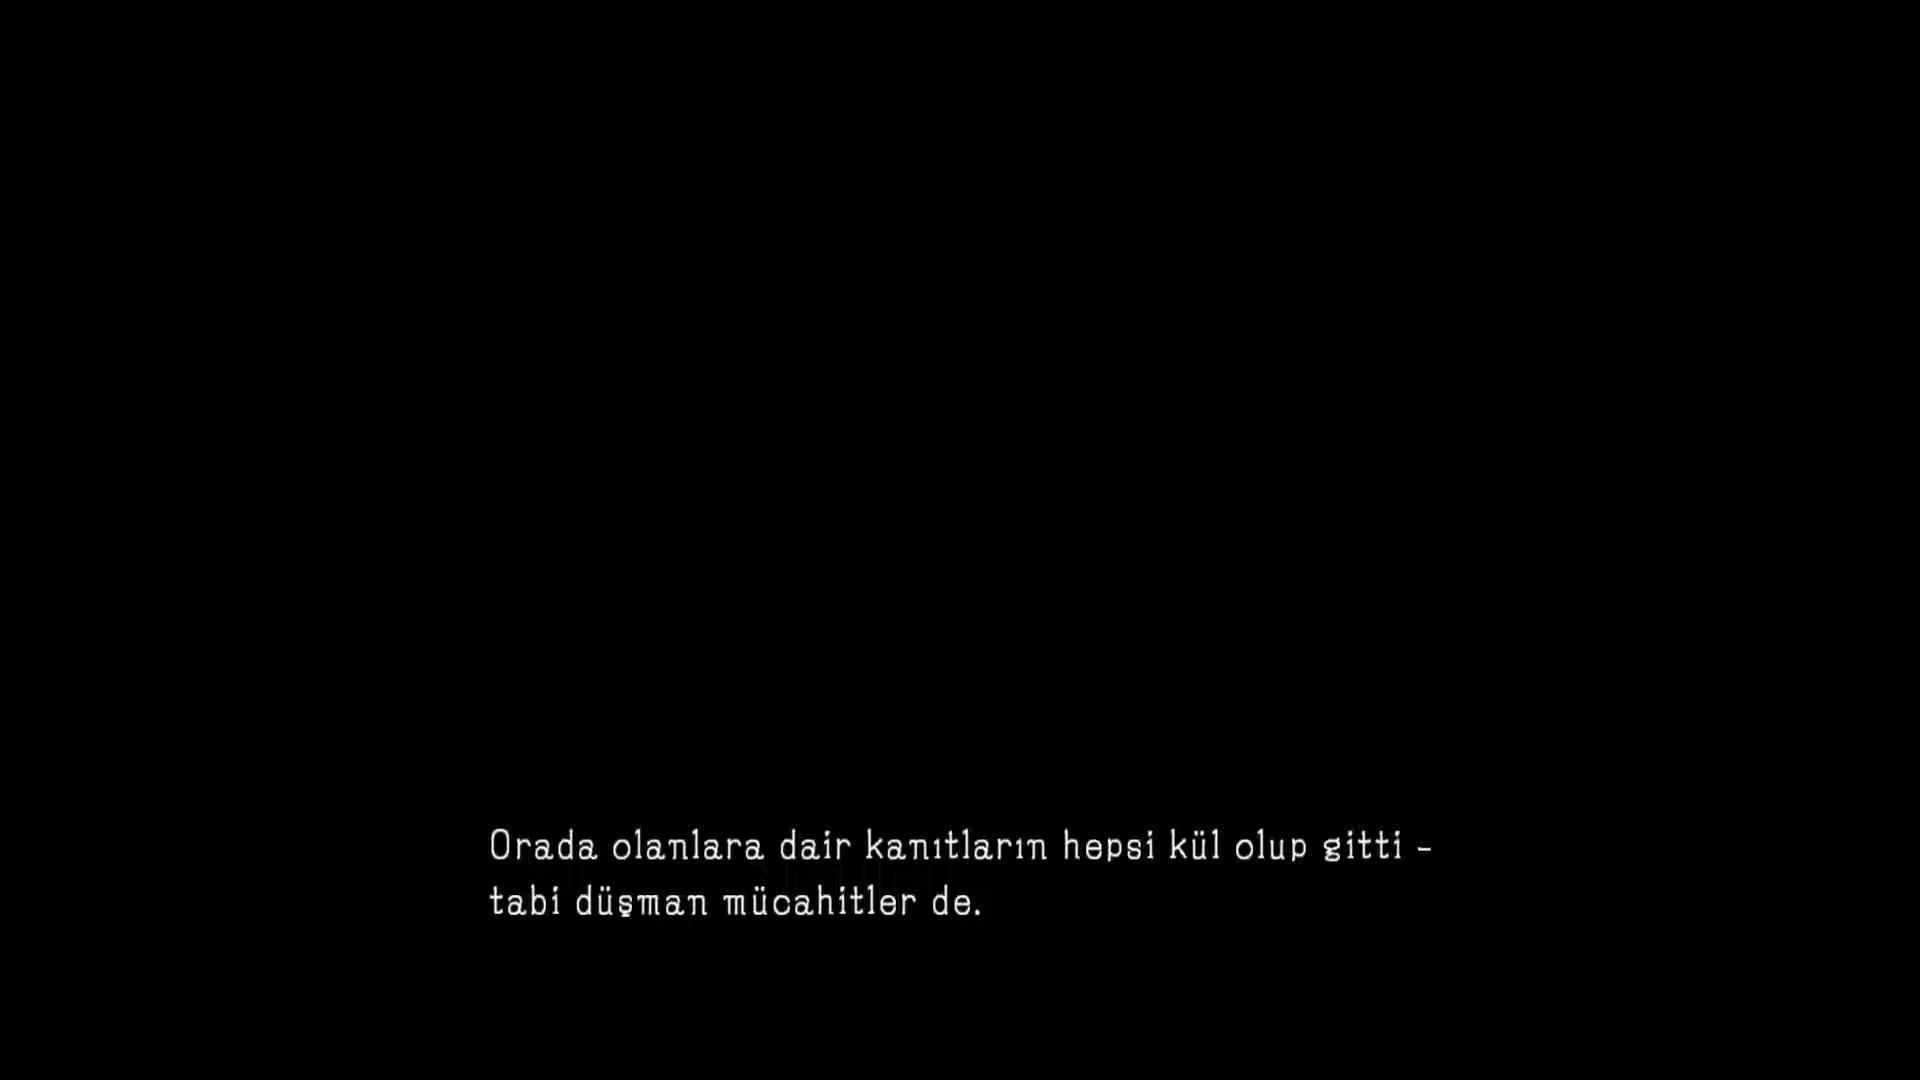 Orada olanlara dair kanıtların hepsi kül olup gitti -
tabi düşman mücahitler de.